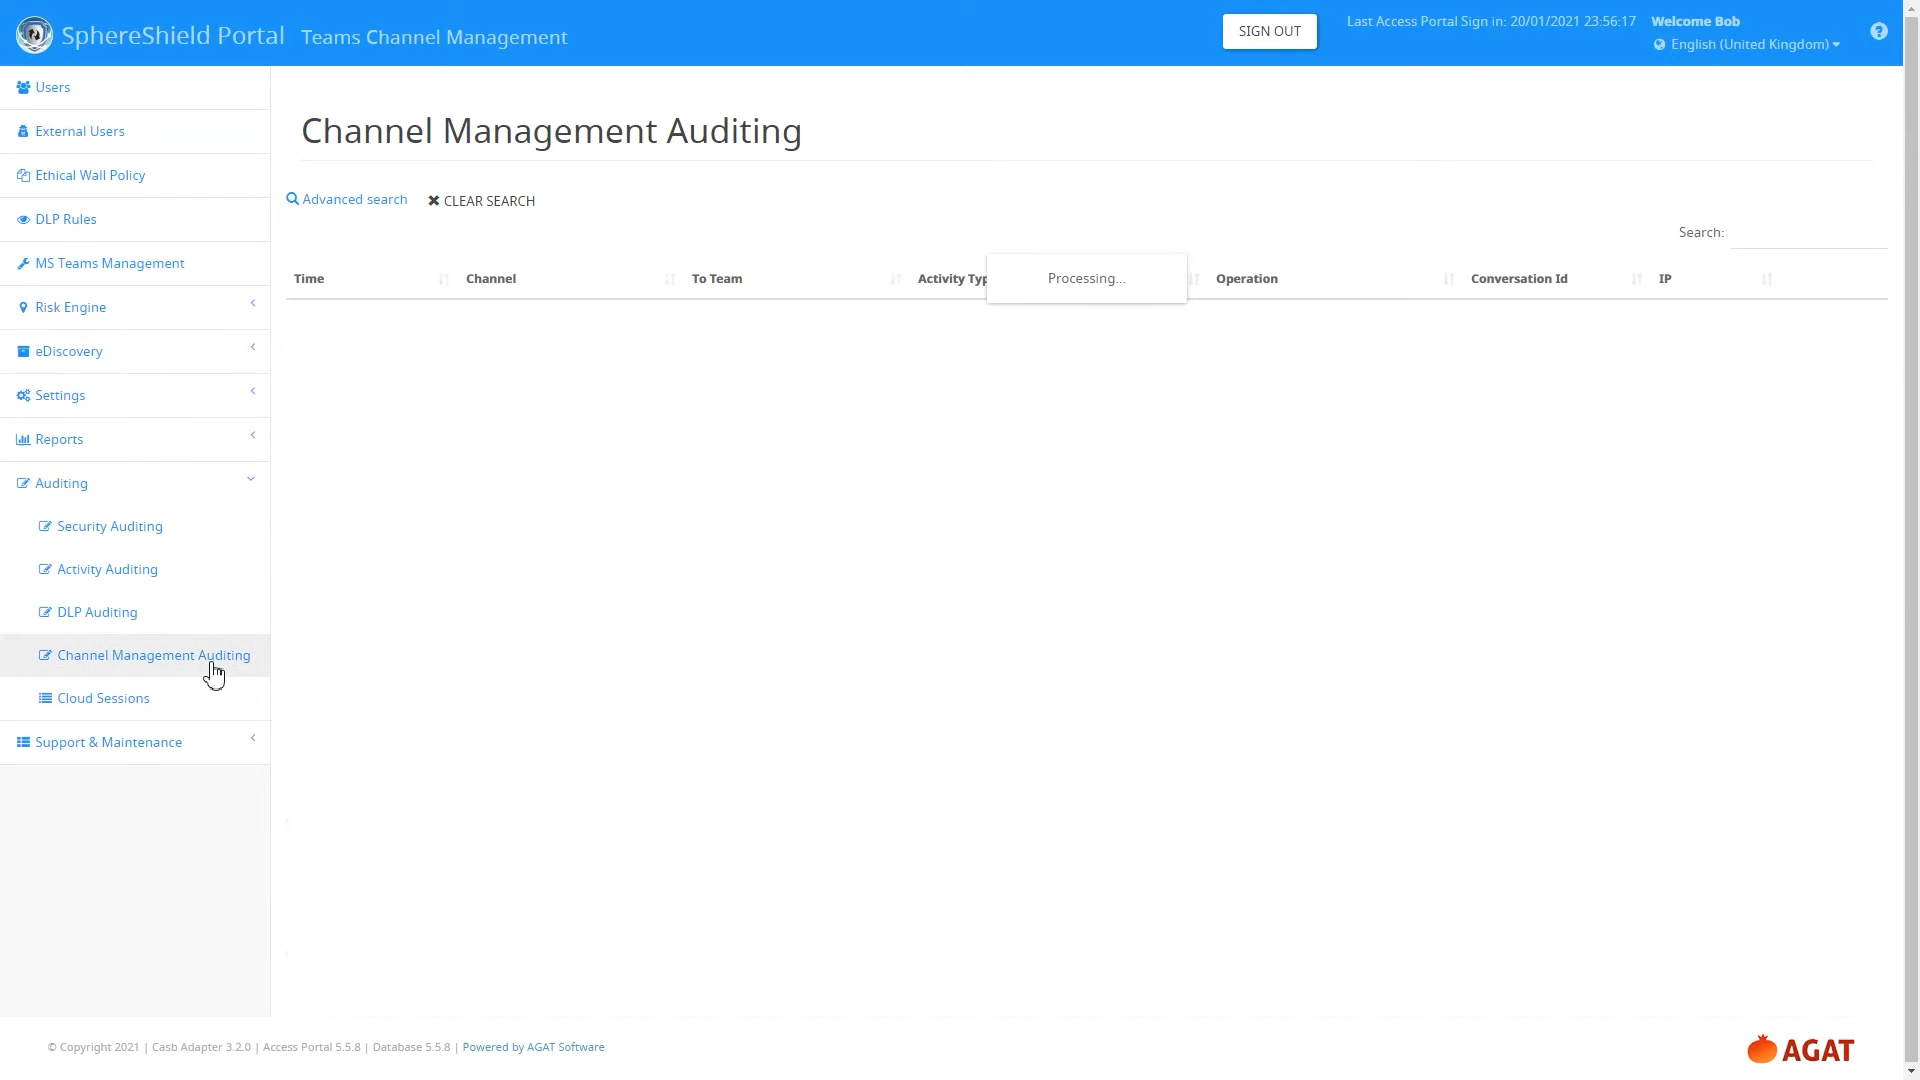 SphereShield Portal Teams Channel Management
SIGN OUT
Last Access Portal Sign in: 20/01/2021 23:56:17
Welcome Bob
English (United Kingdom)
Users
External Users
Ethical Wall Policy
DLP Rules
MS Teams Management
Risk Engine
eDiscovery
Settings
Reports
Auditing
Security Auditing
Activity Auditing
DLP Auditing
Channel Management Auditing
Cloud Sessions
Support & Maintenance
Channel Management Auditing
Advanced search CLEAR SEARCH
Search:
Time Channel To Team Activity Typ Processing... Operation Conversation Id IP
© Copyright 2021 | Casb Adapter 3.2.0 | Access Portal 5.5.8 | Database 5.5.8 | Powered by AGAT Software
AGAT